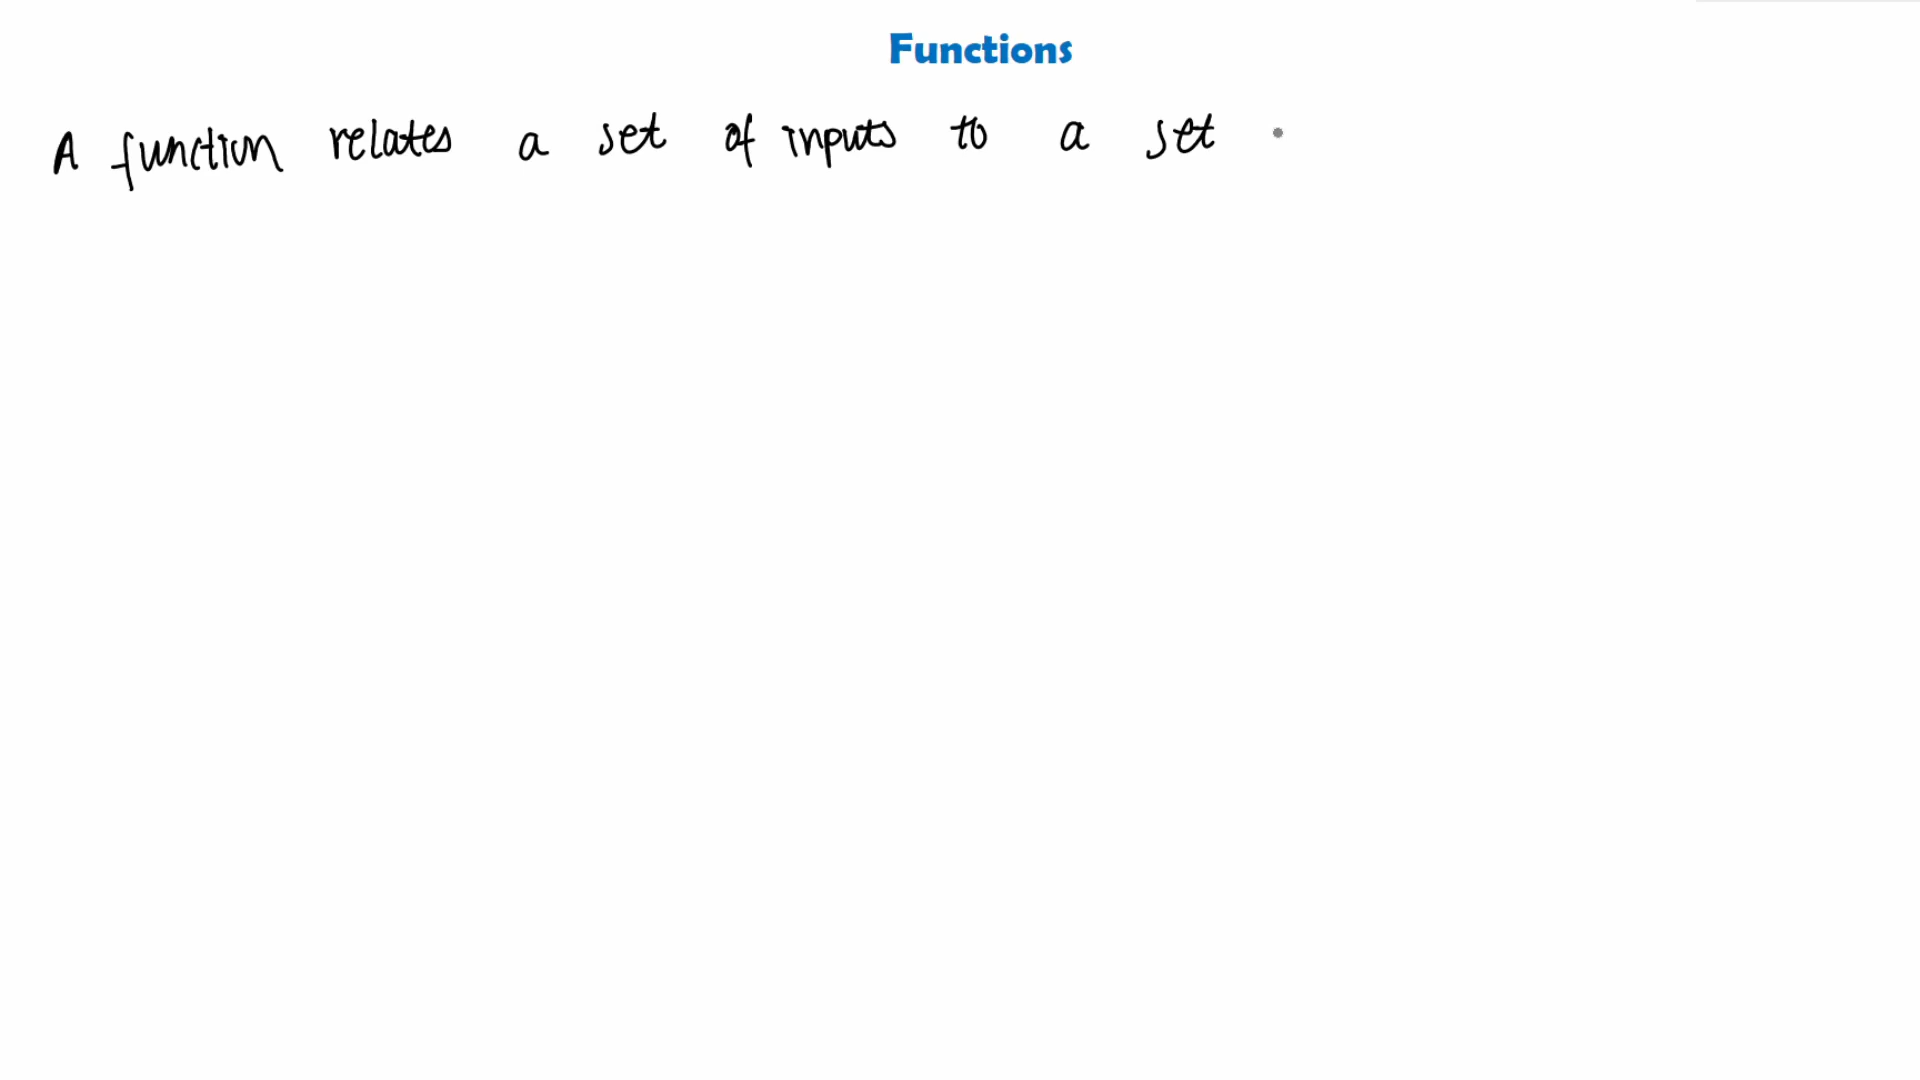 Functions
A function relates a set of inputs to a set